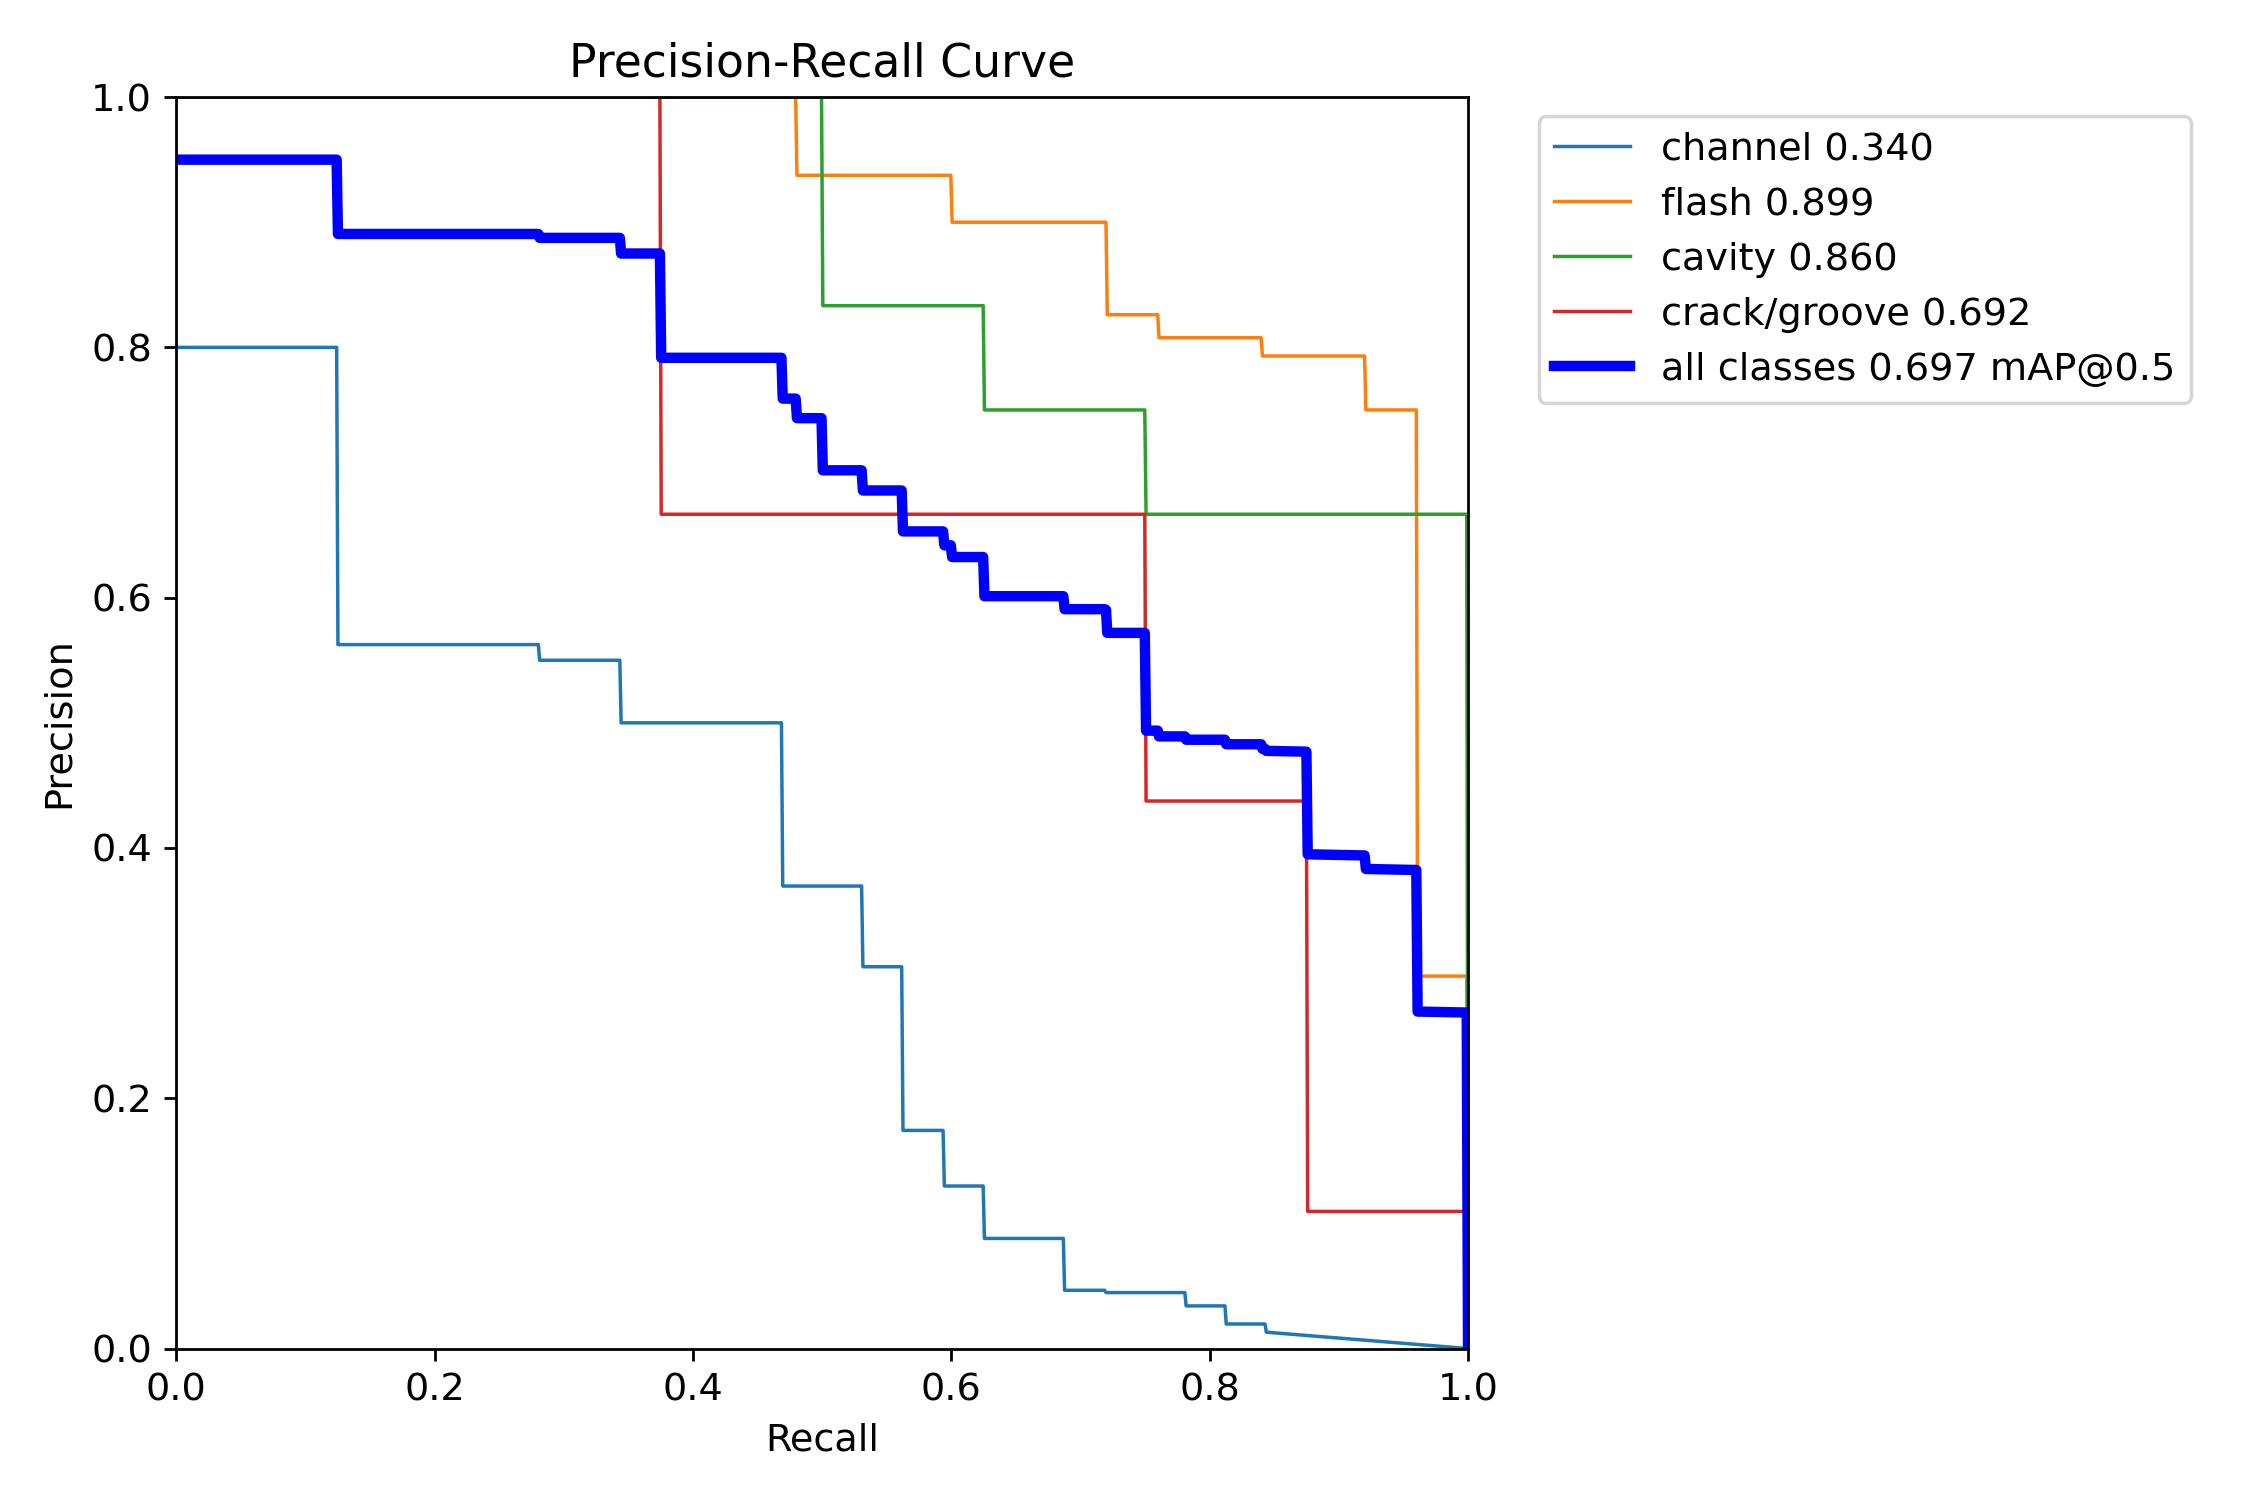 Precision-Recall Curve
1.0
0.8
0.6
0.4
0.2
0.0
Precision
0.0 0.2 0.4 0.6 0.8 1.0
Recall
channel 0.340
flash 0.899
cavity 0.860
crack/groove 0.692
all classes 0.697 mAP@0.5